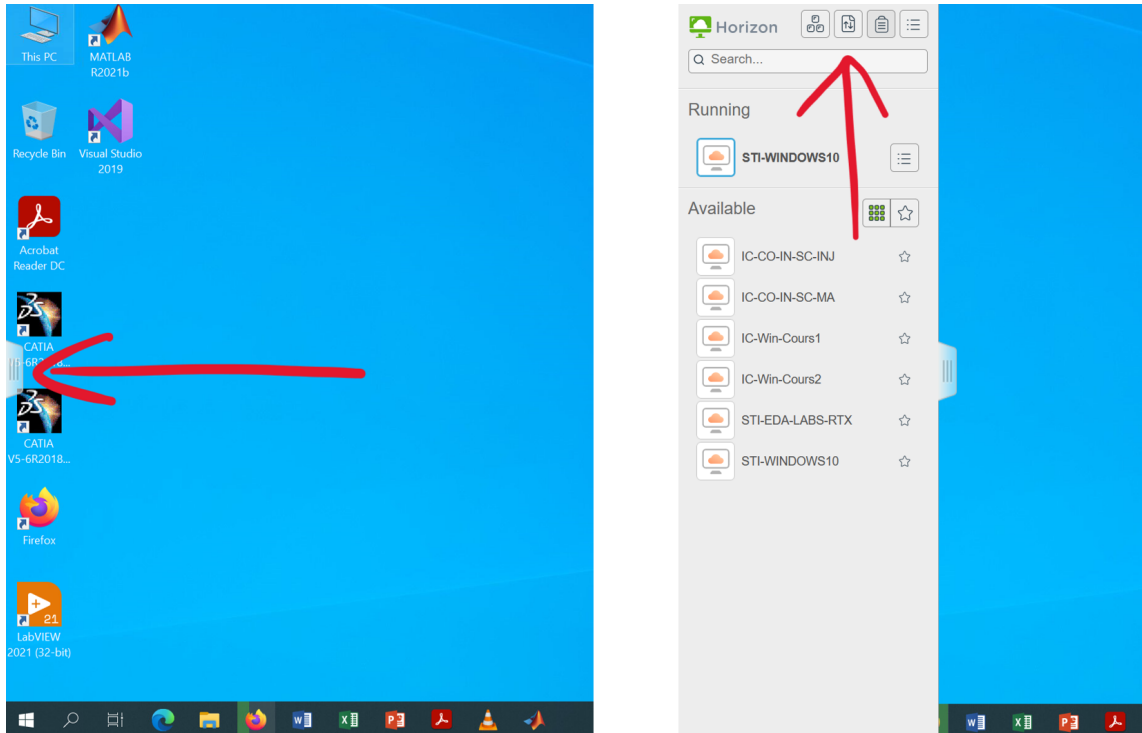 This PC
MATLAB
R2021b
Recycle Bin
Visual Studio
2019
Acrobat
Reader DC
CATIA
V5-6R2018...
Firefox
21
LabVIEW
2021 (32-bit)
Horizon
Search...
Running
STI-WINDOWS10
Available
IC-CO-IN-SC-INJ
IC-CO-IN-SC-MA
IC-Win-Cours1
IC-Win-Cours2
STI-EDA-LABS-RTX
STI-WINDOWS10